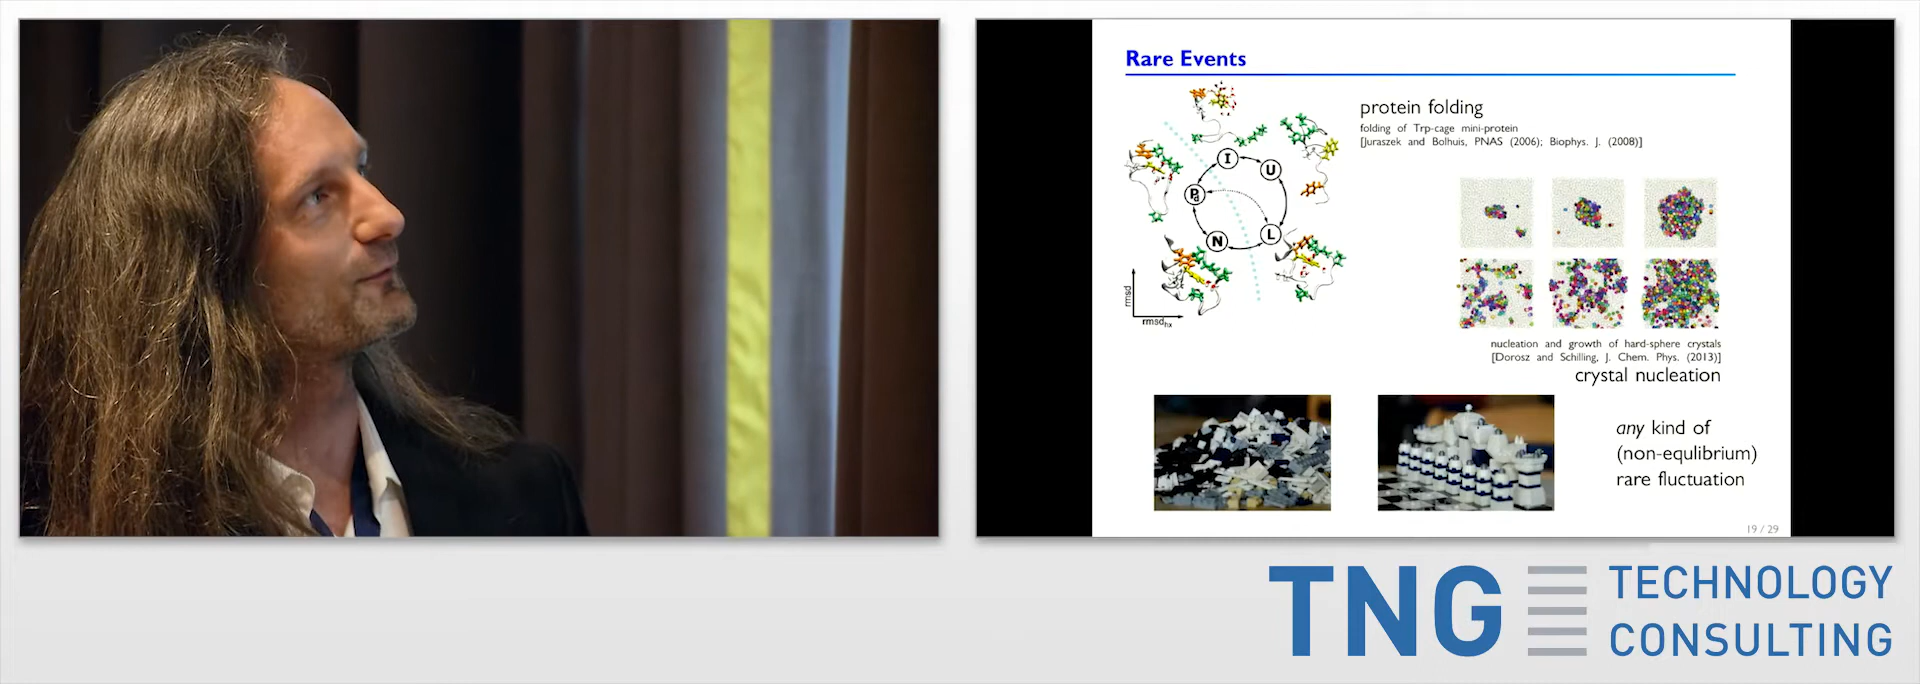 Rare Events
protein folding
folding of Trp-cage mini-protein
[Juraszek and Bolhuis, PNAS (2006); Biophys. J. (2008)]
I
U
Pd
L
N
rmsd
rmsdhx
nucleation and growth of hard-sphere crystals
[Dorosz and Schilling, J. Chem. Phys. (2013)]
crystal nucleation
any kind of
(non-equlibrium)
rare fluctuation
19 / 29
TNG TECHNOLOGY
CONSULTING